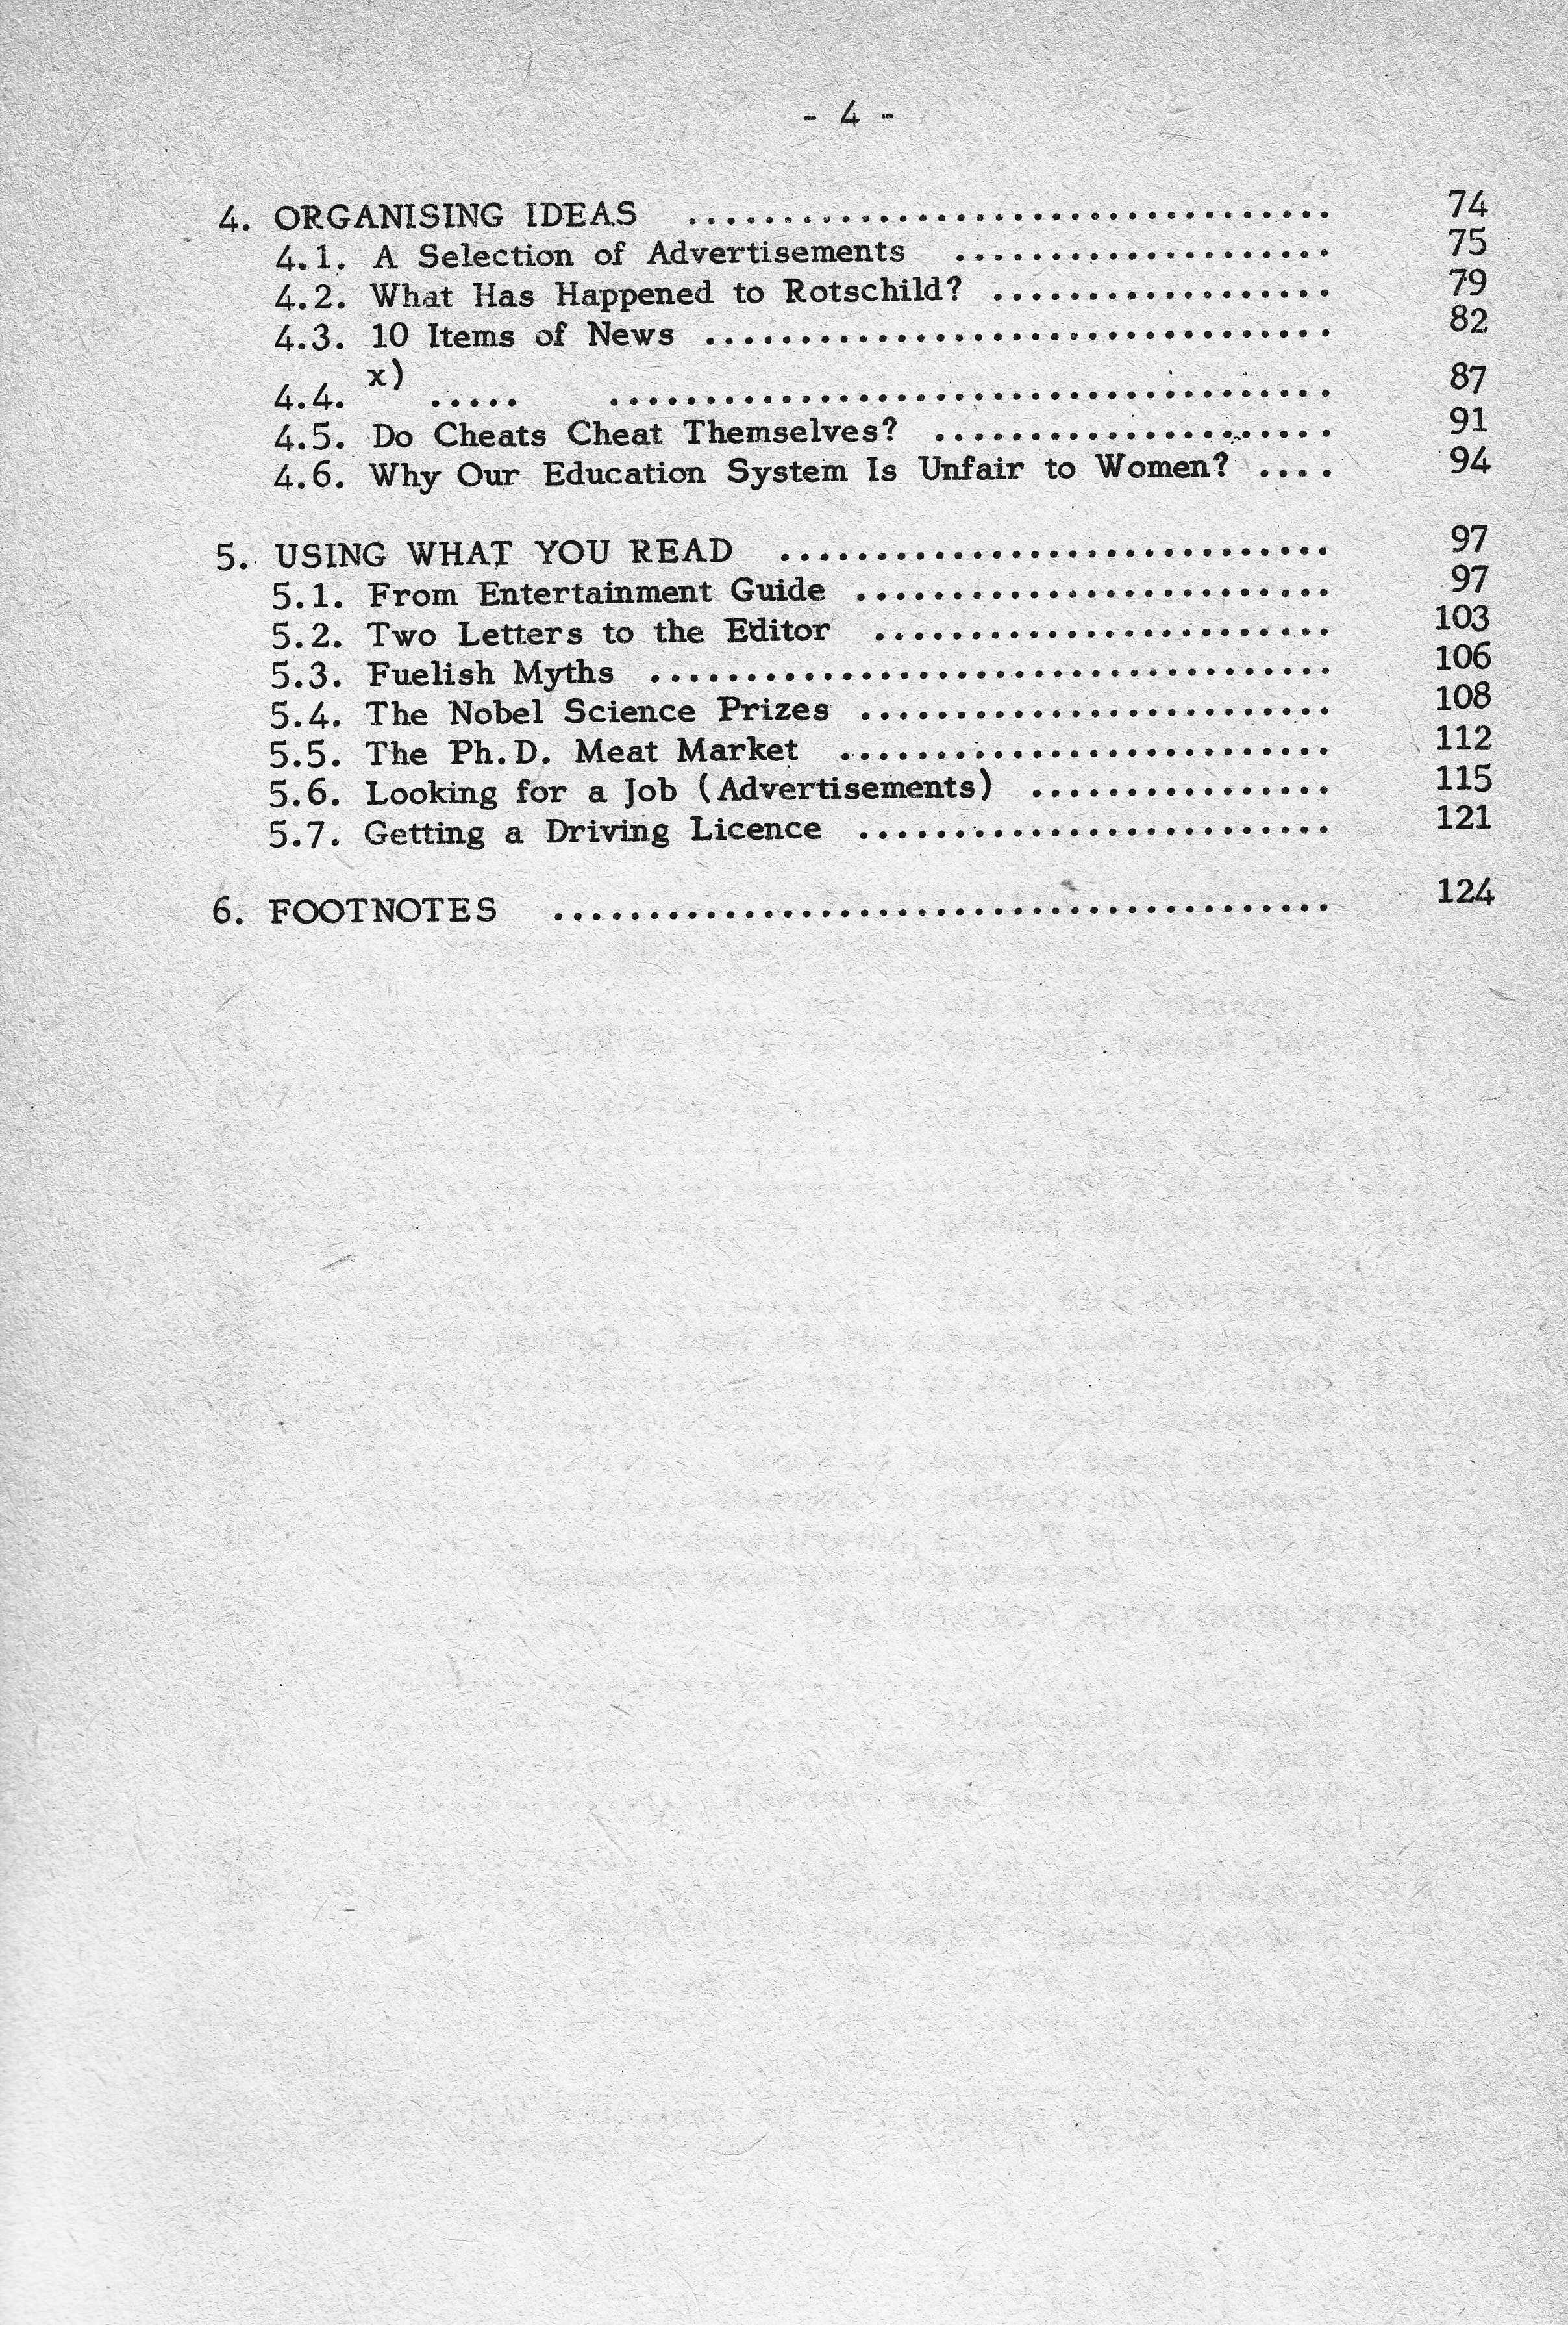 - 4 -
4. ORGANISING IDEAS .................................. 74
4.1. A Selection of Advertisements .................... 75
4.2. What Has Happened to Rotschild? .................. 79
4.3. 10 Items of News ................................. 82
x)
4.4. ..... ...................................... 87
4.5. Do Cheats Cheat Themselves? ..................... 91
4.6. Why Our Education System Is Unfair to Women? .... 94
5. USING WHAT YOU READ ............................. 97
5.1. From Entertainment Guide ......................... 97
5.2. Two Letters to the Editor ........................ 103
5.3. Fuelish Myths .................................... 106
5.4. The Nobel Science Prizes ......................... 108
5.5. The Ph.D. Meat Market .......................... 112
5.6. Looking for a Job (Advertisements) ................ 115
5.7. Getting a Driving Licence ......................... 121
6. FOOTNOTES ......................................... 124